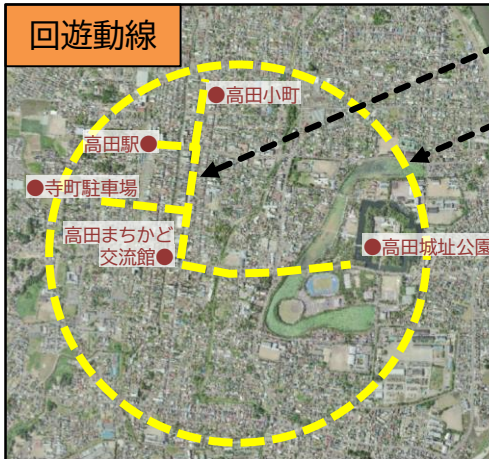 回遊動線
●高田小町
高田駅●
●寺町駐車場
高田まちかど
交流館●
●高田城址公園